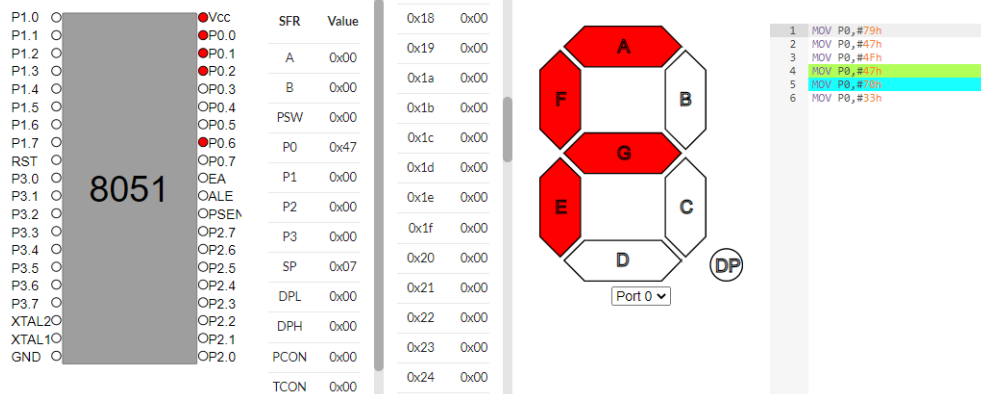 P1.0 Vcc
P1.1 P0.0
P1.2 P0.1
P1.3 P0.2
P1.4 P0.3
P1.5 P0.4
P1.6 P0.5
P1.7 P0.6
RST P0.7
P3.0 EA
P3.1 ALE
P3.2 PSEN
P3.3 P2.7
P3.4 P2.6
P3.5 P2.5
P3.6 P2.4
P3.7 P2.3
XTAL2 P2.2
XTAL1 P2.1
GND P2.0
8051
SFR Value
A 0x00
B 0x00
PSW 0x00
P0 0x47
P1 0x00
P2 0x00
P3 0x00
SP 0x07
DPL 0x00
DPH 0x00
PCON 0x00
TCON 0x00
0x18 0x00
0x19 0x00
0x1a 0x00
0x1b 0x00
0x1c 0x00
0x1d 0x00
0x1e 0x00
0x1f 0x00
0x20 0x00
0x21 0x00
0x22 0x00
0x23 0x00
0x24 0x00
A
F B
G
E C
D DP
Port 0
1 MOV P0,#79h
2 MOV P0,#47h
3 MOV P0,#4Fh
4 MOV P0,#47h
5 MOV P0,#70h
6 MOV P0,#33h